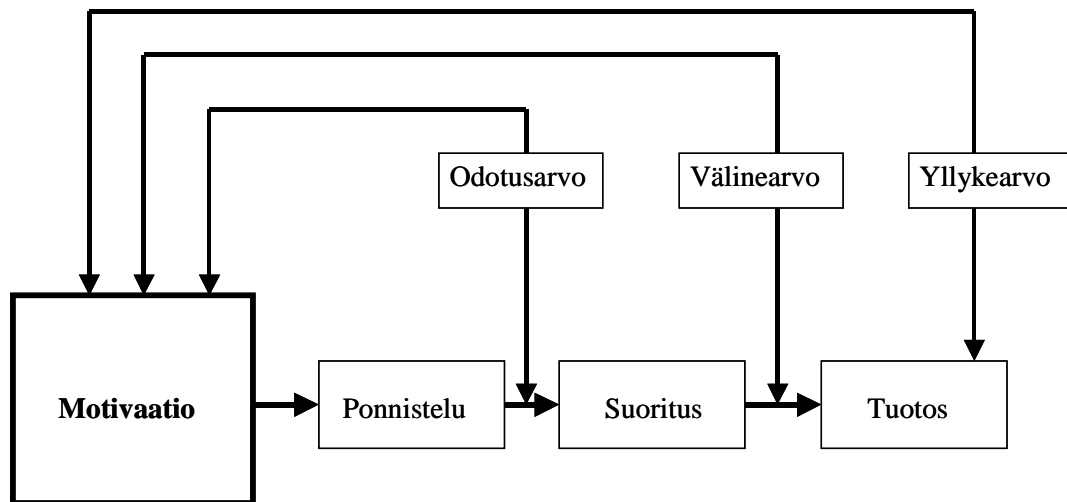 Odotusarvo
Välinearvo
Yllykearvo
Motivaatio
Ponnistelu
Suoritus
Tuotos